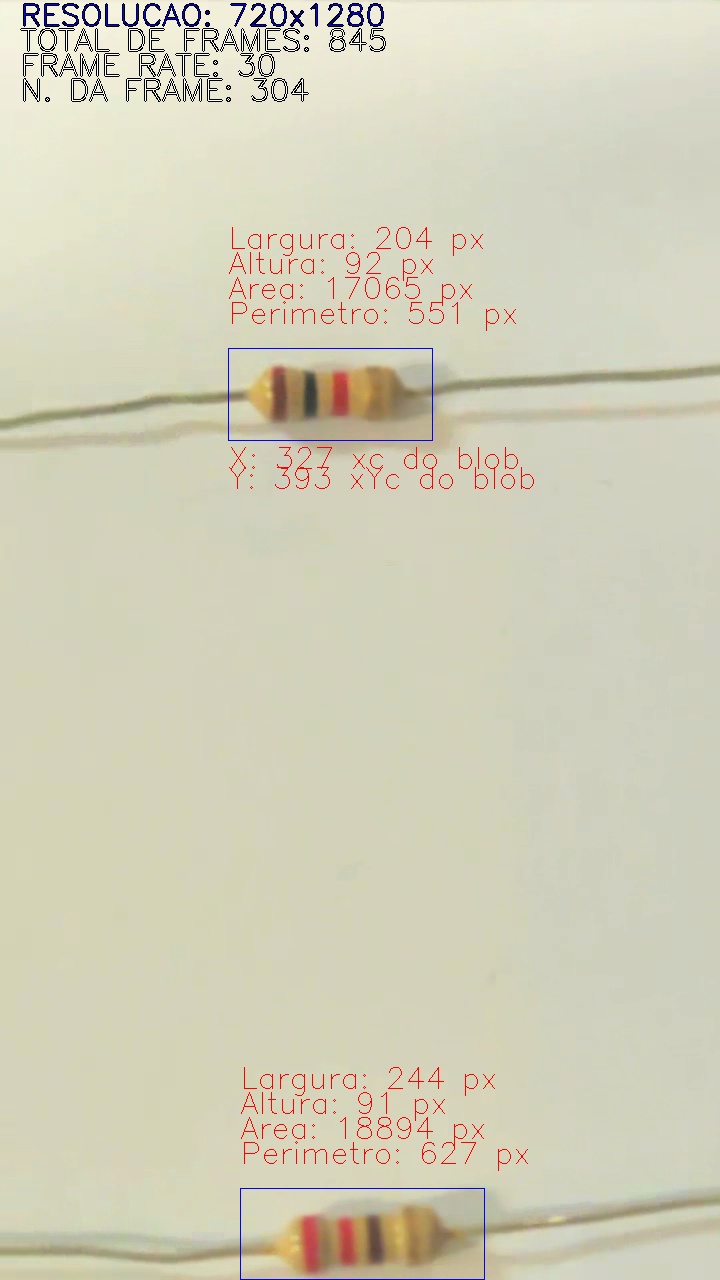 RESOLUCAO: 720x1280
TOTAL DE FRAMES: 845
FRAME RATE: 30
N. DA FRAME: 304
Largura: 204 px
Altura: 92 px
Area: 17065 px
Perimetro: 551 px
X: 327 xc do blob
Y: 393 xYc do blob
Largura: 244 px
Altura: 91 px
Area: 18894 px
Perimetro: 627 px